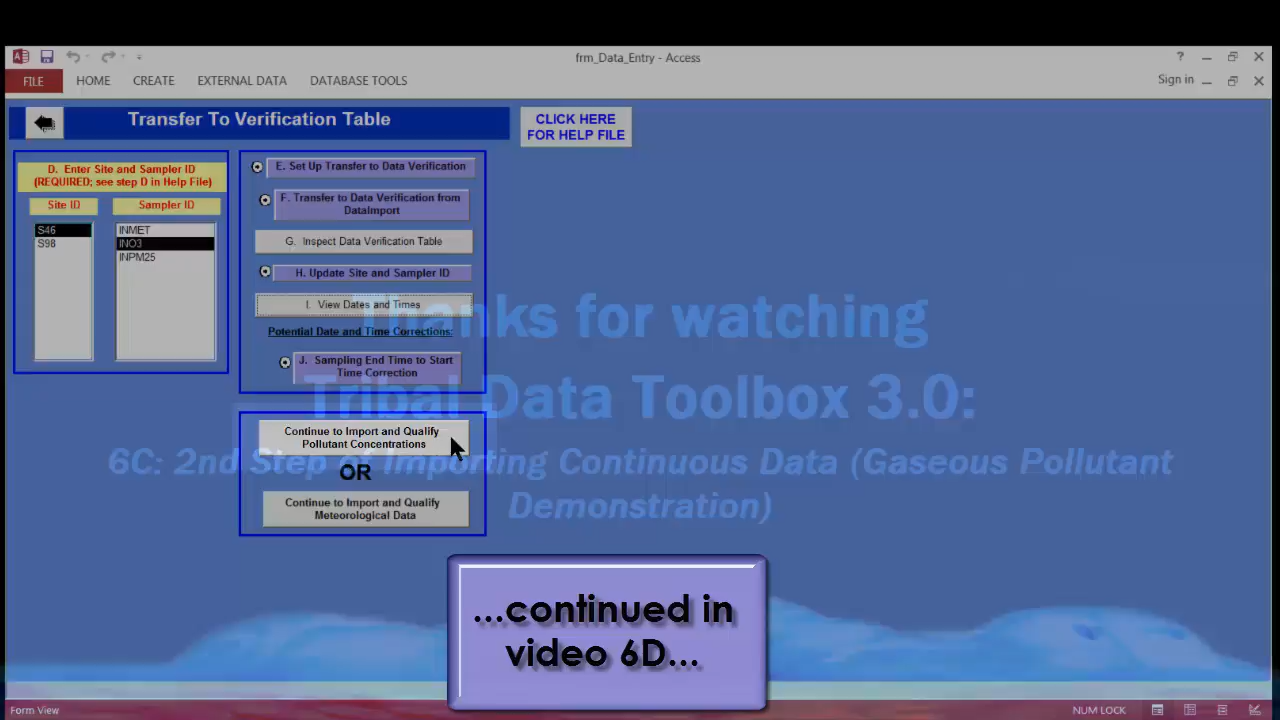 frm_Data_Entry - Access
?
FILE
HOME
CREATE
EXTERNAL DATA
DATABASE TOOLS
Sign in
Transfer To Verification Table
CLICK HERE
FOR HELP FILE
D. Enter Site and Sampler ID
(REQUIRED; see step D in Help File)
Site ID
Sampler ID
S46
S98
INMET
INO3
INPM25
E. Set Up Transfer to Data Verification
F. Transfer to Data Verification from
DataImport
G. Inspect Data Verification Table
H. Update Site and Sampler ID
I. View Dates and Times
Potential Date and Time Corrections:
J. Sampling End Time to Start
Time Correction
Continue to Import and Qualify
Pollutant Concentrations
OR
Continue to Import and Qualify
Meteorological Data
Thanks for watching
Tribal Data Toolbox 3.0:
6C: 2nd Step of Importing Continuous Data (Gaseous Pollutant
Demonstration)
...continued in
video 6D...
Form View
NUM LOCK